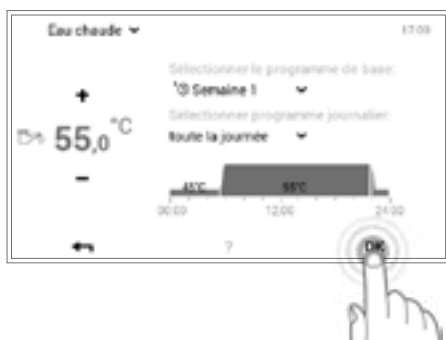 Eau chaude
17:03
Sélectionner le programme de base:
Semaine 1
Sélectionner programme journalier:
toute la journée
+
55,0 °C
-
45°C 55°C
00:00 12:00 24:00
? OK